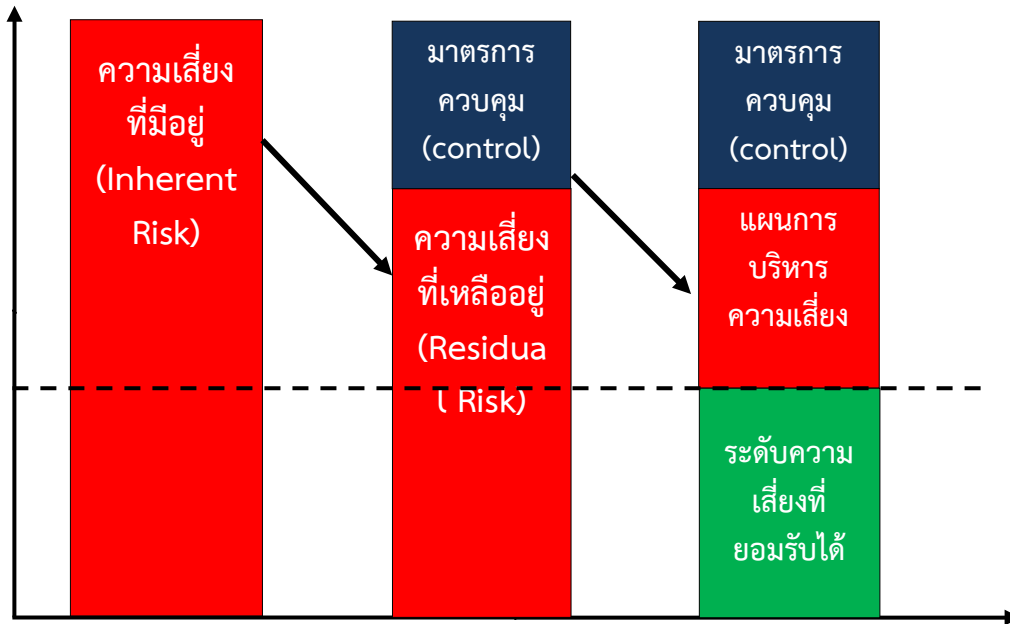 ความเสี่ยง
ที่มีอยู่
(Inherent
Risk)
มาตรการ
ควบคุม
(control)
ความเสี่ยง
ที่เหลืออยู่
(Residua
l Risk)
มาตรการ
ควบคุม
(control)
แผนการ
บริหาร
ความเสี่ยง
ระดับความ
เสี่ยงที่
ยอมรับได้